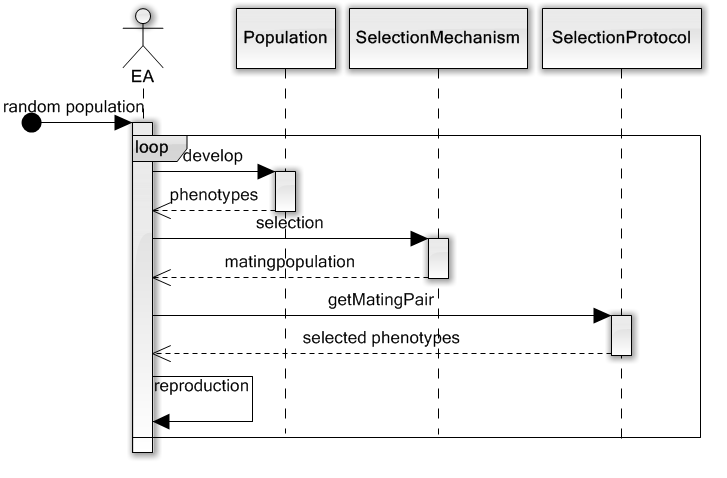 Population
SelectionMechanism
SelectionProtocol
EA
random population
loop
develop
phenotypes
selection
matingpopulation
getMatingPair
selected phenotypes
reproduction